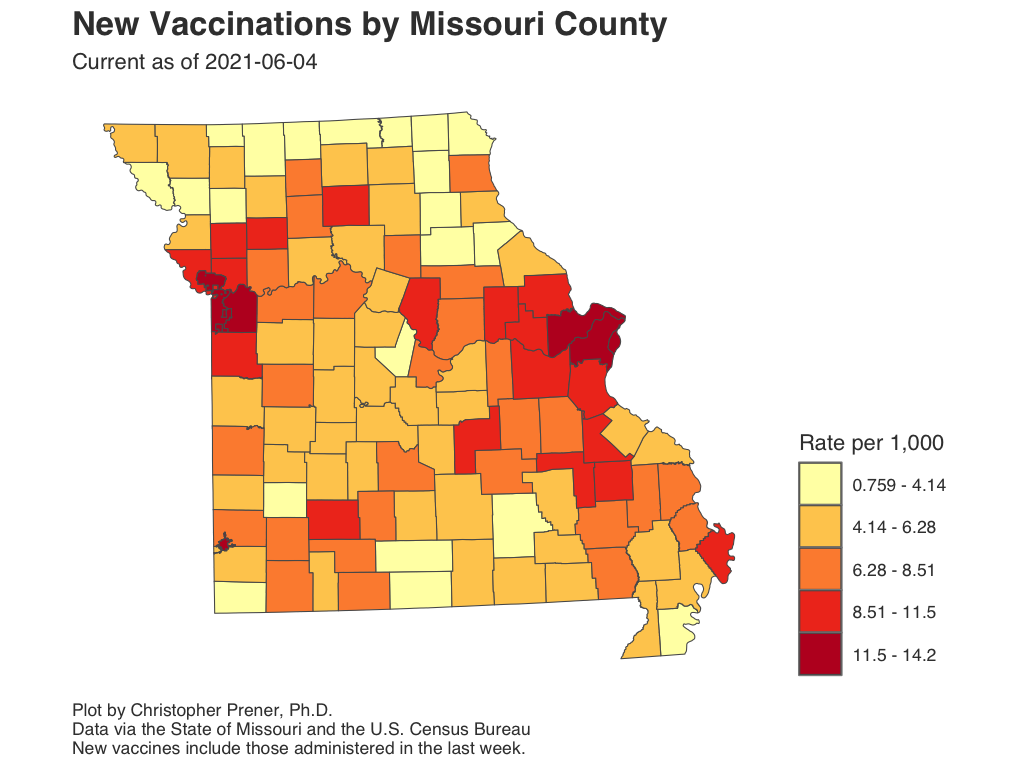 New Vaccinations by Missouri County
Current as of 2021-06-04
Rate per 1,000
0.759 - 4.14
4.14 - 6.28
6.28 - 8.51
8.51 - 11.5
11.5 - 14.2
Plot by Christopher Prener, Ph.D.
Data via the State of Missouri and the U.S. Census Bureau
New vaccines include those administered in the last week.